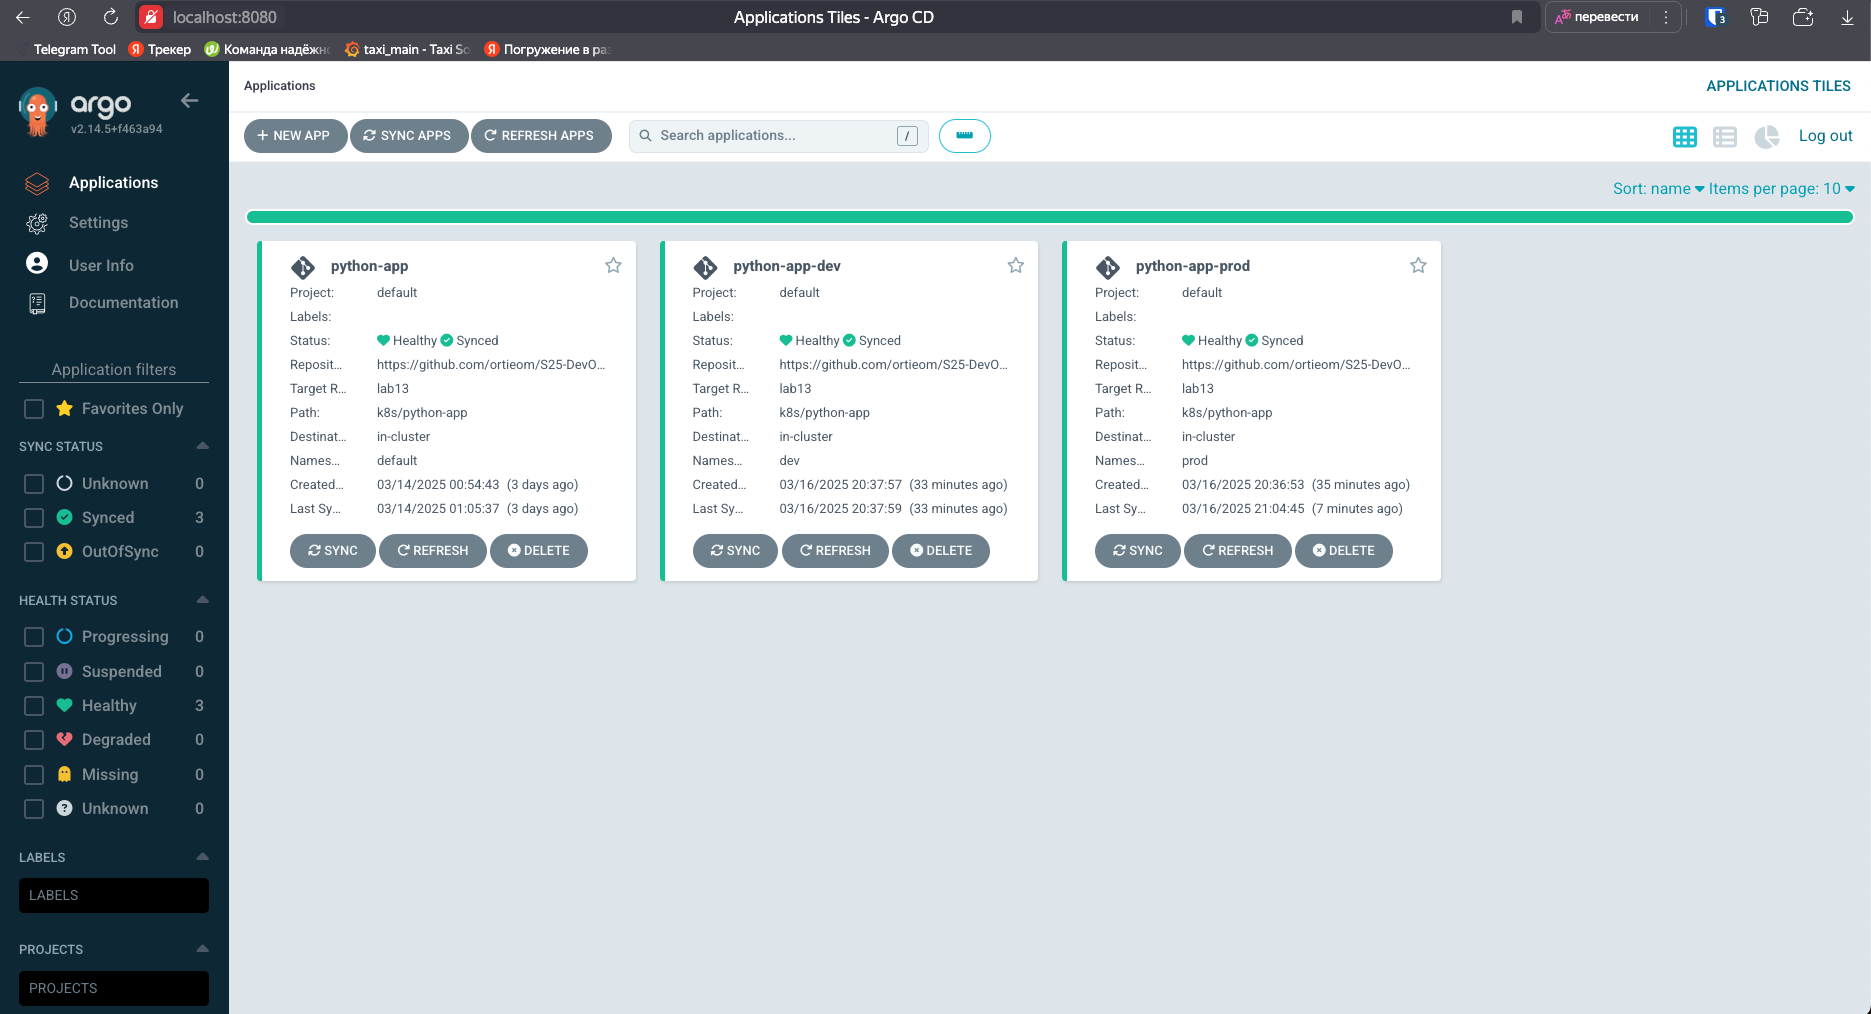 localhost:8080
Applications Tiles - Argo CD
перевести
3
Telegram Tool
Трекер
Команда надёжн
taxi_main - Taxi So
Погружение в раз
argo
v2.14.5+f463a94
Applications
Settings
User Info
Documentation
Application filters
Favorites Only
SYNC STATUS
Unknown 0
Synced 3
OutOfSync 0
HEALTH STATUS
Progressing 0
Suspended 0
Healthy 3
Degraded 0
Missing 0
Unknown 0
LABELS
LABELS
PROJECTS
PROJECTS
Applications
APPLICATIONS TILES
+ NEW APP
SYNC APPS
REFRESH APPS
Search applications...
/
Log out
Sort: name
Items per page: 10
python-app
Project: default
Labels:
Status: Healthy Synced
Reposit... https://github.com/ortieom/S25-DevO...
Target R... lab13
Path: k8s/python-app
Destinat... in-cluster
Names... default
Created... 03/14/2025 00:54:43 (3 days ago)
Last Sy... 03/14/2025 01:05:37 (3 days ago)
SYNC
REFRESH
DELETE
python-app-dev
Project: default
Labels:
Status: Healthy Synced
Reposit... https://github.com/ortieom/S25-DevO...
Target R... lab13
Path: k8s/python-app
Destinat... in-cluster
Names... dev
Created... 03/16/2025 20:37:57 (33 minutes ago)
Last Sy... 03/16/2025 20:37:59 (33 minutes ago)
SYNC
REFRESH
DELETE
python-app-prod
Project: default
Labels:
Status: Healthy Synced
Reposit... https://github.com/ortieom/S25-DevO...
Target R... lab13
Path: k8s/python-app
Destinat... in-cluster
Names... prod
Created... 03/16/2025 20:36:53 (35 minutes ago)
Last Sy... 03/16/2025 21:04:45 (7 minutes ago)
SYNC
REFRESH
DELETE